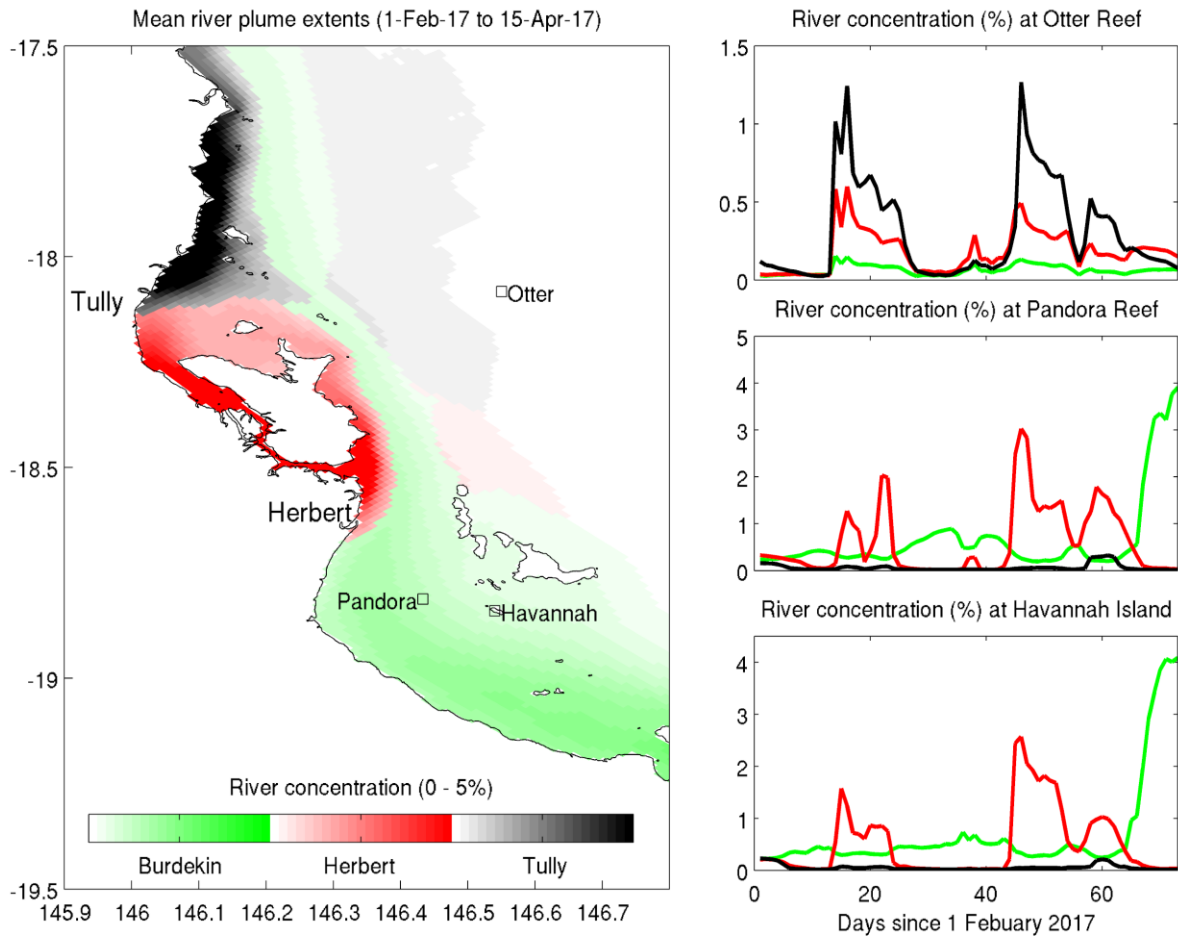 Mean river plume extents (1-Feb-17 to 15-Apr-17)
-17.5
-18
-18.5
-19
-19.5
145.9 146 146.1 146.2 146.3 146.4 146.5 146.6 146.7
Tully
Otter
Herbert
Pandora
Havannah
River concentration (0 - 5%)
Burdekin Herbert Tully
River concentration (%) at Otter Reef
1.5
1
0.5
0
River concentration (%) at Pandora Reef
5
4
3
2
1
0
River concentration (%) at Havannah Island
4
3
2
1
0
0 20 40 60
Days since 1 Febuary 2017